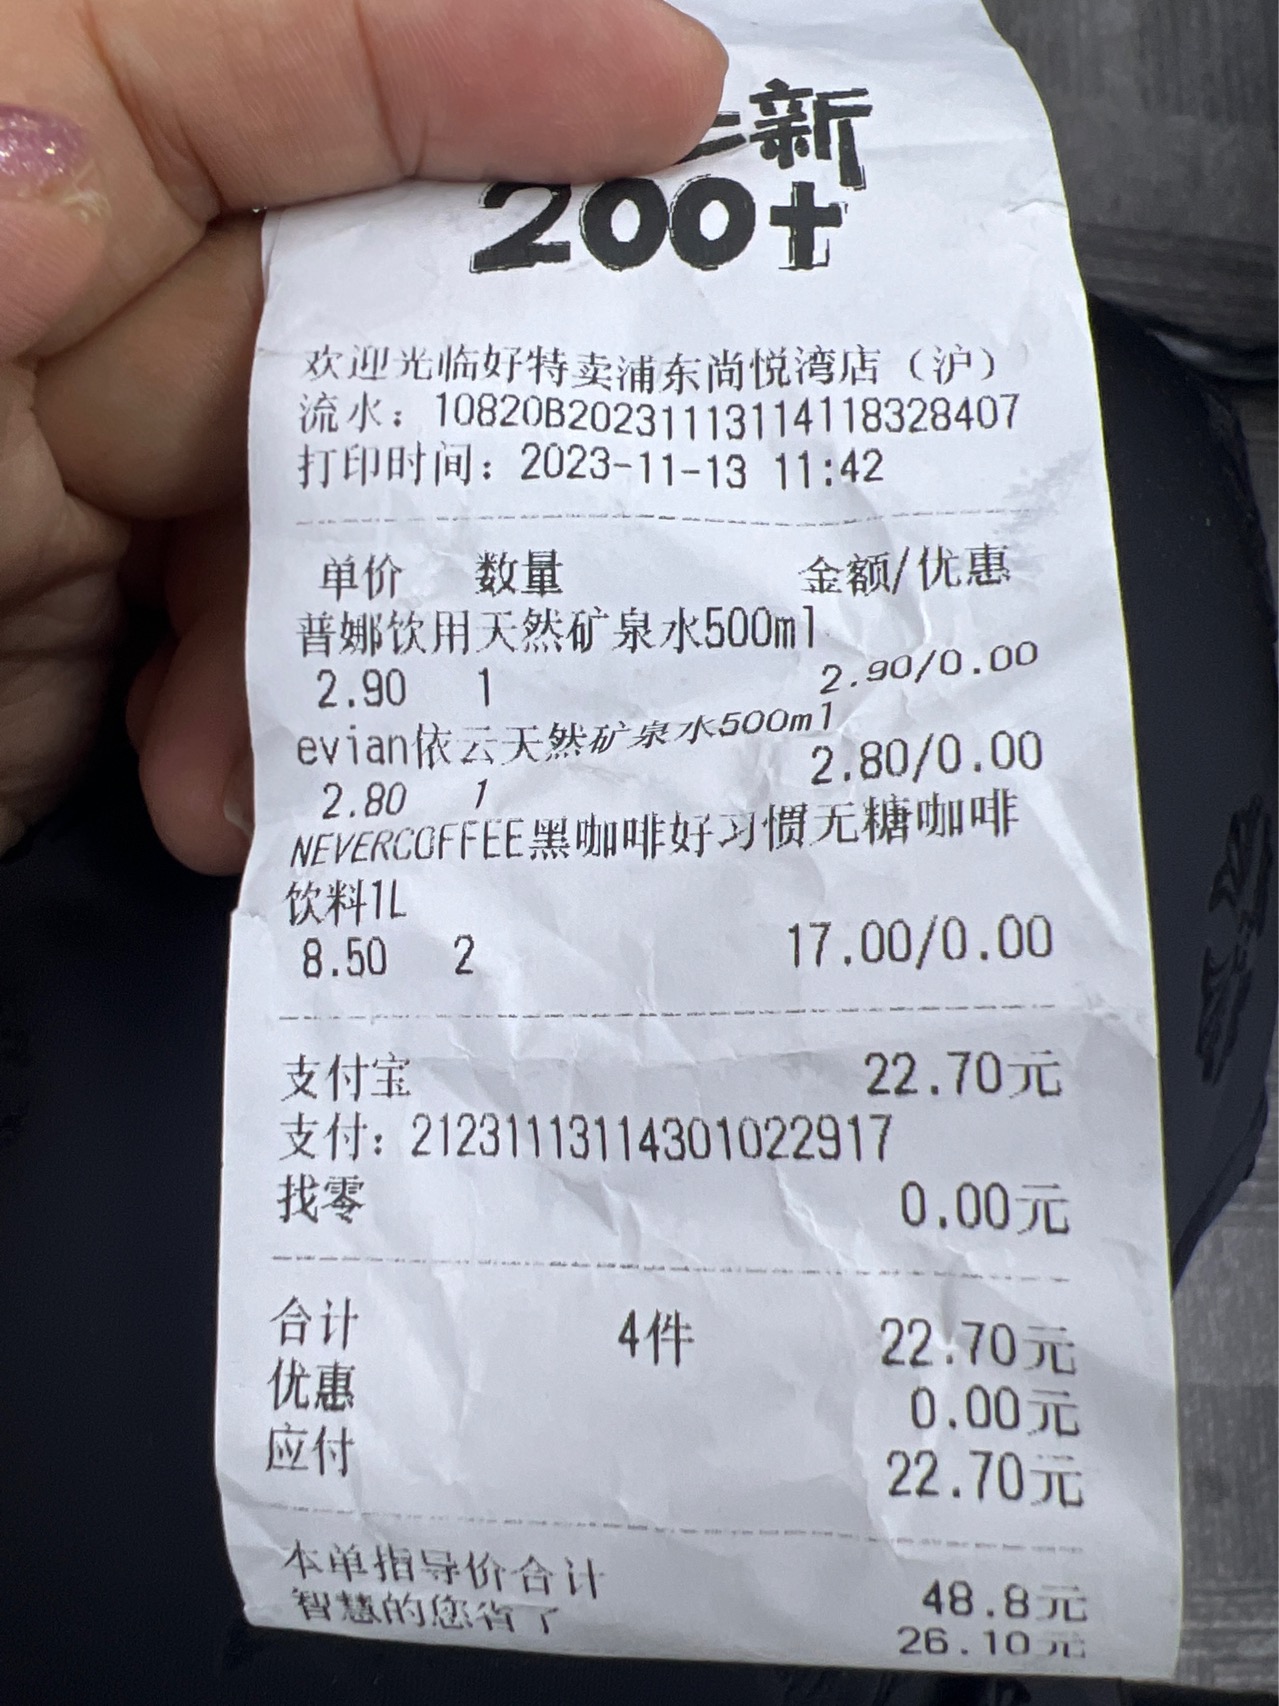 上新
200+
欢迎光临好特卖浦东尚悦湾店（沪）
流水：10820B20231113114118328407
打印时间：2023-11-13 11:42
单价 数量 金额/优惠
普娜饮用天然矿泉水500ml
2.90 1 2.90/0.00
evian依云天然矿泉水500ml
2.80 1 2.80/0.00
NEVERCOFFEE黑咖啡好习惯无糖咖啡
饮料1L
8.50 2 17.00/0.00
支付宝 22.70元
支付：21231113114301022917
找零 0.00元
合计 4件 22.70元
优惠 0.00元
应付 22.70元
本单指导价合计 48.8元
智慧的您省了 26.10元